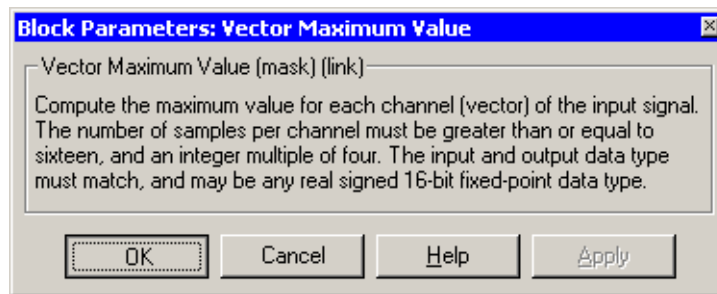 Block Parameters: Vector Maximum Value
Vector Maximum Value (mask) (link)
Compute the maximum value for each channel (vector) of the input signal.
The number of samples per channel must be greater than or equal to
sixteen, and an integer multiple of four. The input and output data type
must match, and may be any real signed 16-bit fixed-point data type.
OK Cancel Help Apply